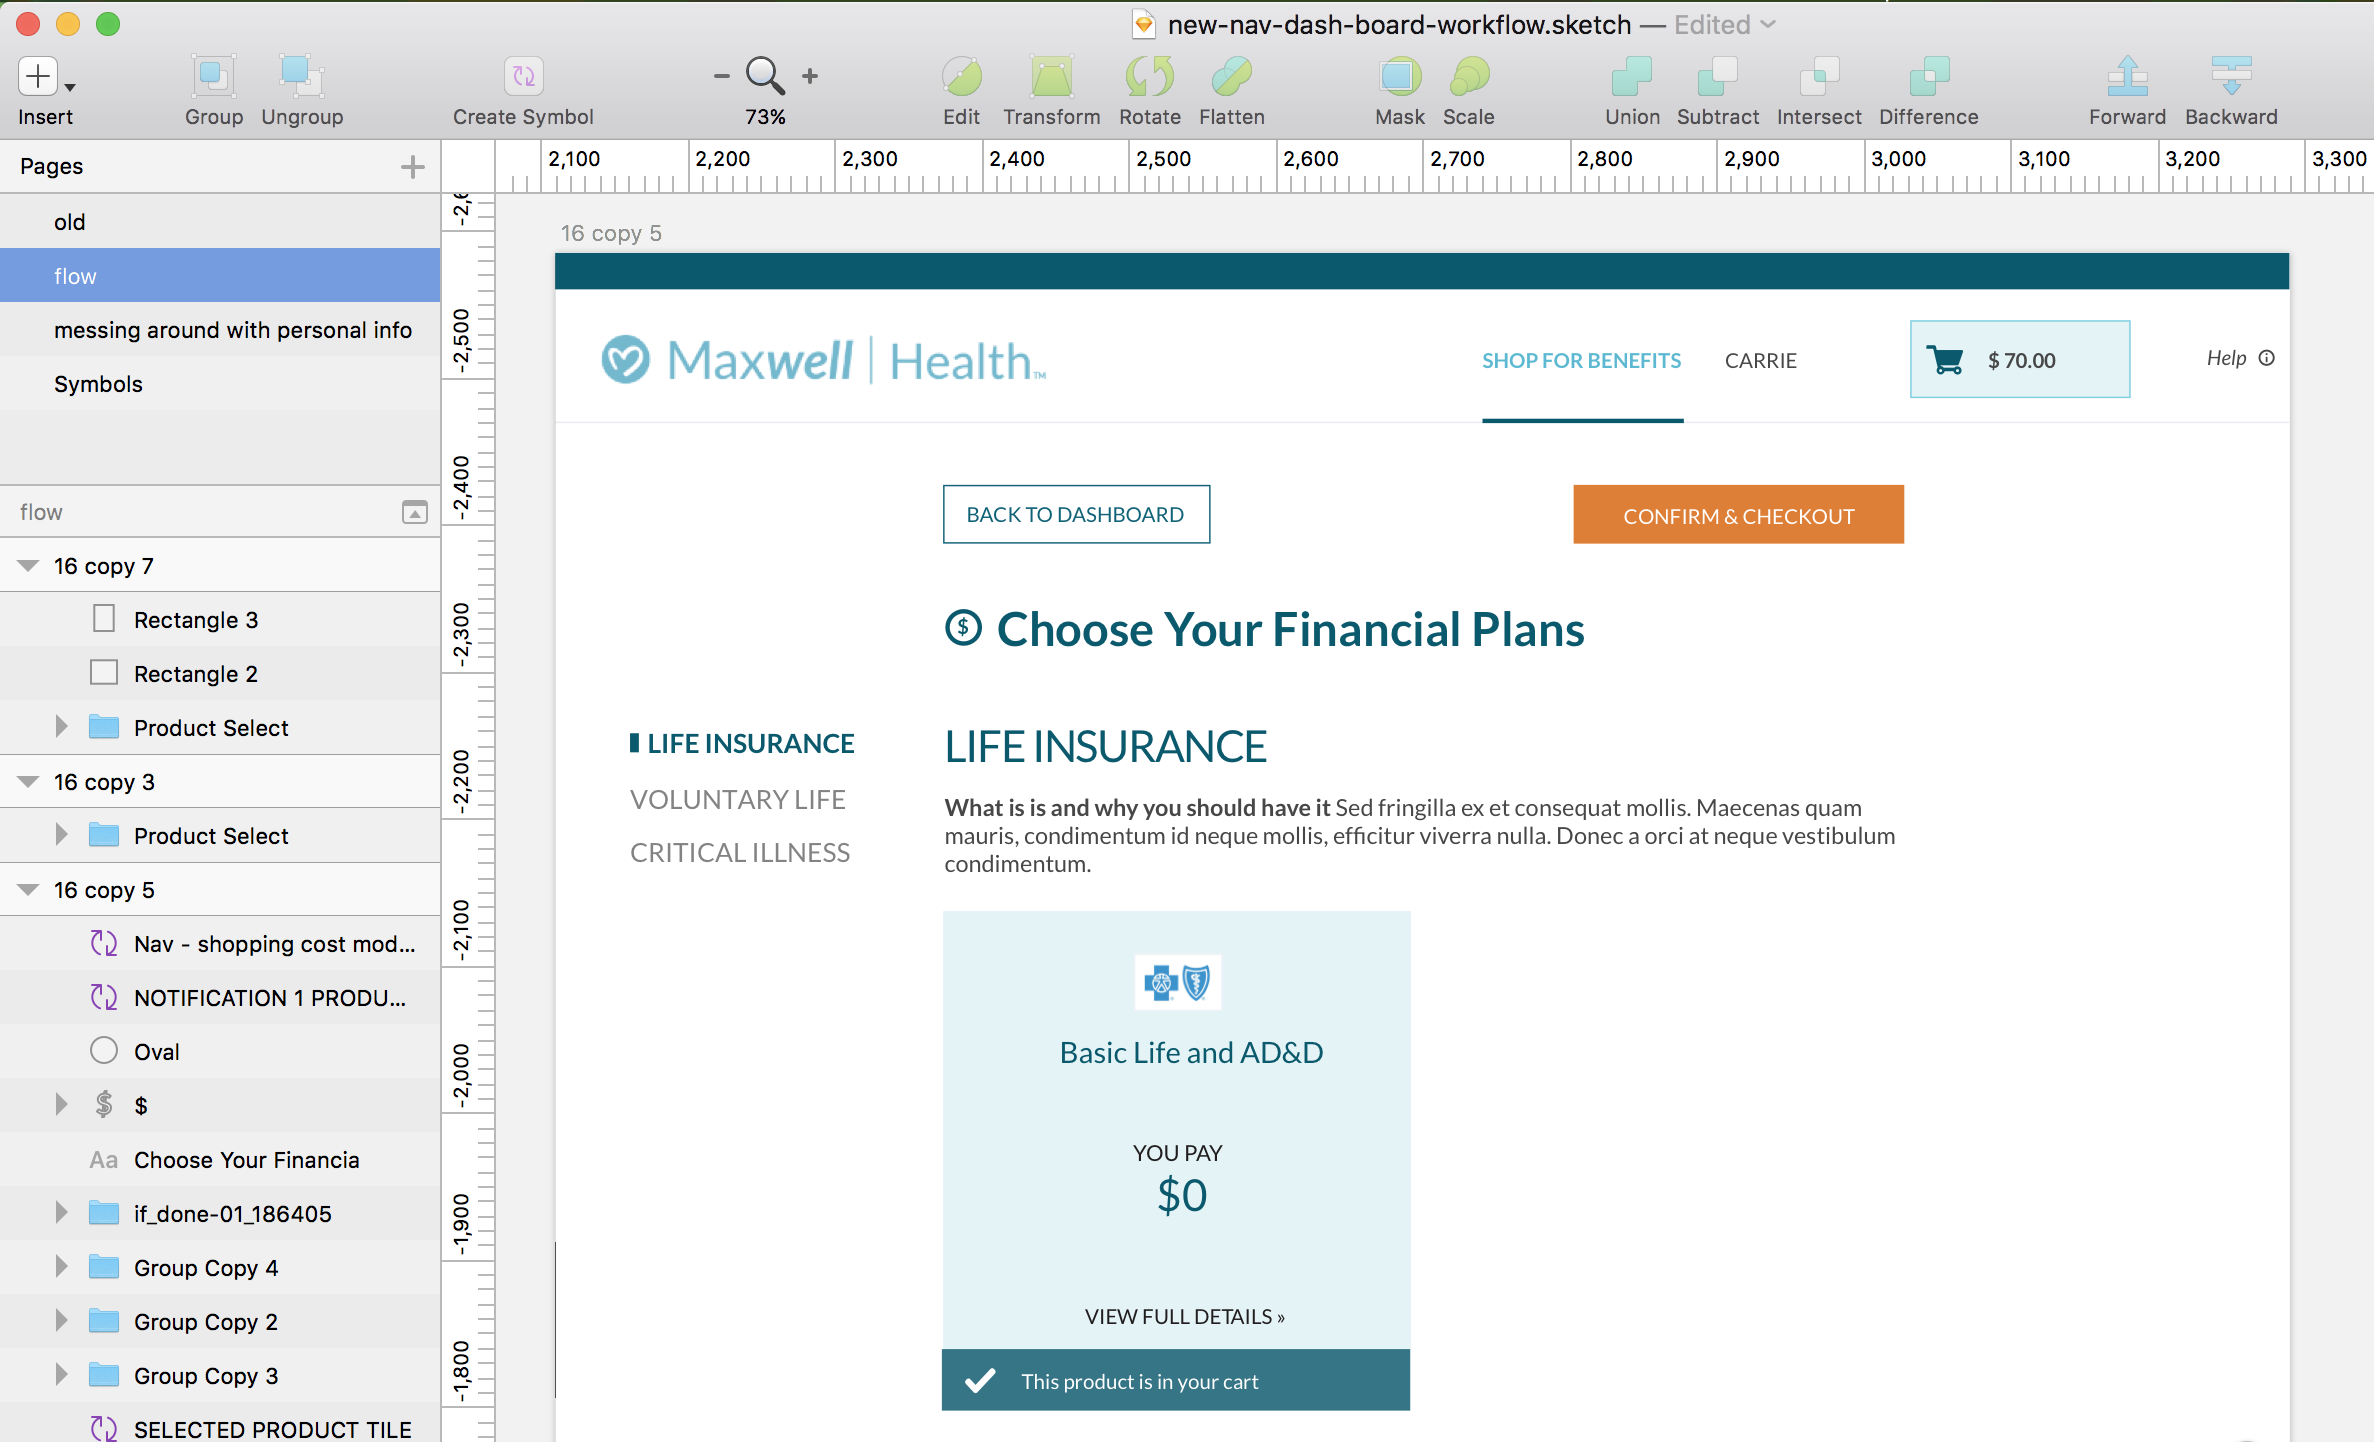 new-nav-dash-board-workflow.sketch — Edited
Insert
Group
Ungroup
Create Symbol
73%
Edit
Transform
Rotate
Flatten
Mask
Scale
Union
Subtract
Intersect
Difference
Forward
Backward
Pages
old
flow
messing around with personal info
Symbols
flow
16 copy 7
Rectangle 3
Rectangle 2
Product Select
16 copy 3
Product Select
16 copy 5
Nav - shopping cost mod...
NOTIFICATION 1 PRODU...
Oval
$ $
Aa Choose Your Financia
if_done-01_186405
Group Copy 4
Group Copy 2
Group Copy 3
SELECTED PRODUCT TILE
2,100 2,200 2,300 2,400 2,500 2,600 2,700 2,800 2,900 3,000 3,100 3,200 3,300
-2,500
-2,400
-2,300
-2,200
-2,100
-2,000
-1,900
-1,800
16 copy 5
Maxwell | Health™
SHOP FOR BENEFITS
CARRIE
$ 70.00
Help
BACK TO DASHBOARD
CONFIRM & CHECKOUT
$ Choose Your Financial Plans
LIFE INSURANCE
VOLUNTARY LIFE
CRITICAL ILLNESS
LIFE INSURANCE
What is is and why you should have it Sed fringilla ex et consequat mollis. Maecenas quam
mauris, condimentum id neque mollis, efficitur viverra nulla. Donec a orci at neque vestibulum
condimentum.
Basic Life and AD&D
YOU PAY
$0
VIEW FULL DETAILS »
This product is in your cart